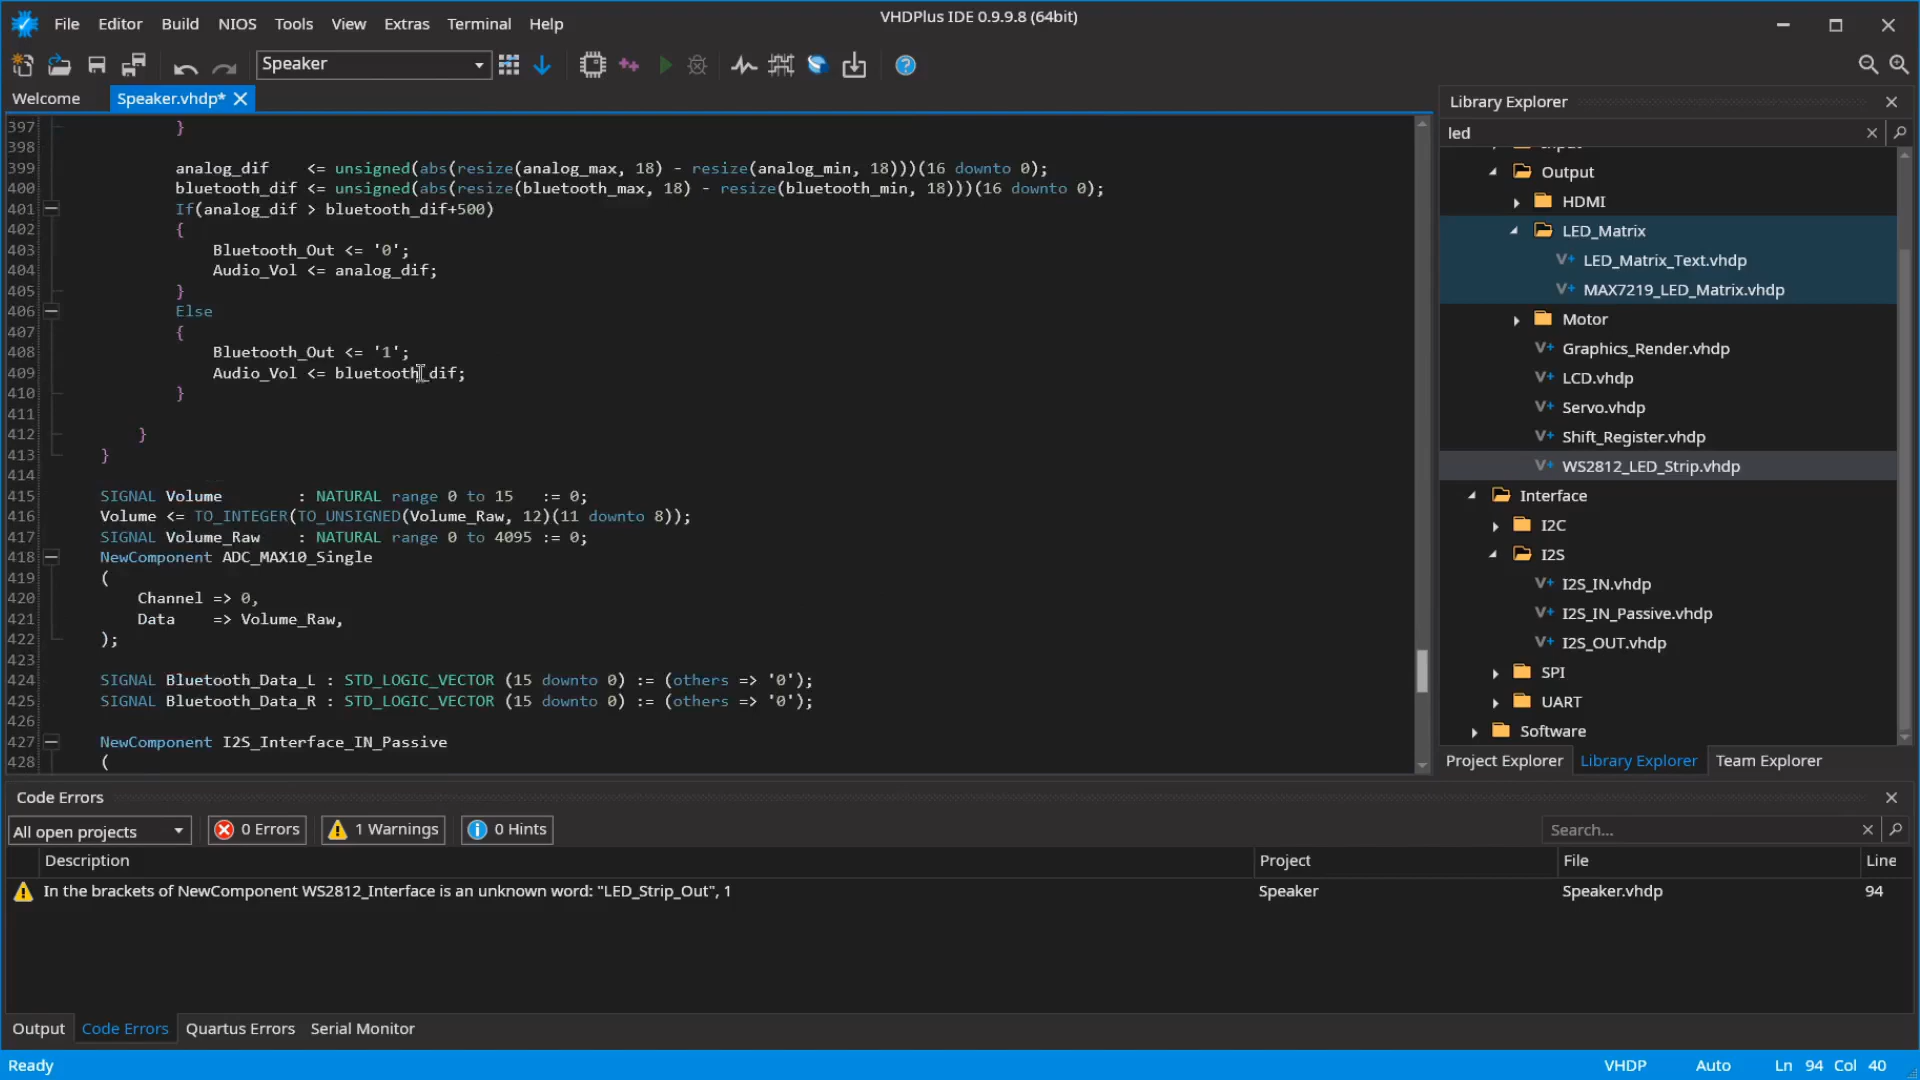 File Editor Build NIOS Tools View Extras Terminal Help
VHDPlus IDE 0.9.9.8 (64bit)
Speaker
Welcome Speaker.vhdp*
397 }
398
399 analog_dif <= unsigned(abs(resize(analog_max, 18) - resize(analog_min, 18)))(16 downto 0);
400 bluetooth_dif <= unsigned(abs(resize(bluetooth_max, 18) - resize(bluetooth_min, 18)))(16 downto 0);
401 If(analog_dif > bluetooth_dif+500)
402 {
403 Bluetooth_Out <= '0';
404 Audio_Vol <= analog_dif;
405 }
406 Else
407 {
408 Bluetooth_Out <= '1';
409 Audio_Vol <= bluetooth_dif;
410 }
411
412 }
413 }
414
415 SIGNAL Volume : NATURAL range 0 to 15 := 0;
416 Volume <= TO_INTEGER(TO_UNSIGNED(Volume_Raw, 12)(11 downto 8));
417 SIGNAL Volume_Raw : NATURAL range 0 to 4095 := 0;
418 NewComponent ADC_MAX10_Single
419 (
420 Channel => 0,
421 Data => Volume_Raw,
422 );
423
424 SIGNAL Bluetooth_Data_L : STD_LOGIC_VECTOR (15 downto 0) := (others => '0');
425 SIGNAL Bluetooth_Data_R : STD_LOGIC_VECTOR (15 downto 0) := (others => '0');
426
427 NewComponent I2S_Interface_IN_Passive
428 (
Library Explorer
led
Output
HDMI
LED_Matrix
LED_Matrix_Text.vhdp
MAX7219_LED_Matrix.vhdp
Motor
Graphics_Render.vhdp
LCD.vhdp
Servo.vhdp
Shift_Register.vhdp
WS2812_LED_Strip.vhdp
Interface
I2C
I2S
I2S_IN.vhdp
I2S_IN_Passive.vhdp
I2S_OUT.vhdp
SPI
UART
Software
Project Explorer Library Explorer Team Explorer
Code Errors
All open projects 0 Errors 1 Warnings 0 Hints Search...
Description Project File Line
In the brackets of NewComponent WS2812_Interface is an unknown word: "LED_Strip_Out", 1 Speaker Speaker.vhdp 94
Output Code Errors Quartus Errors Serial Monitor
Ready VHDP Auto Ln 94 Col 40